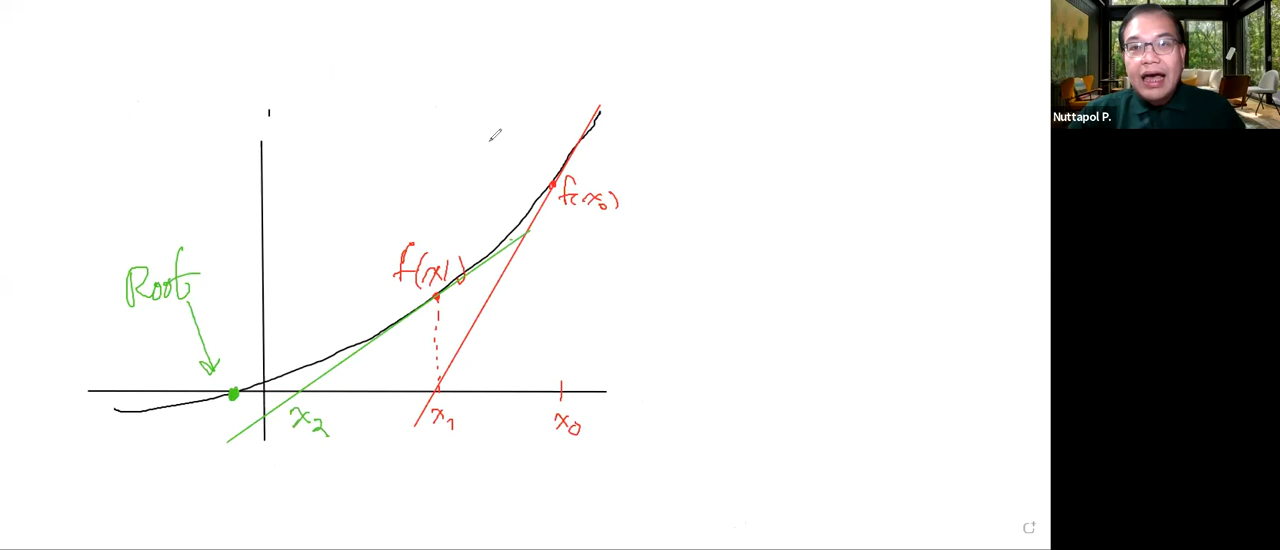 Nuttapol P.
f(x₀)
f(x1)
Root
x₂
x₁
x₀